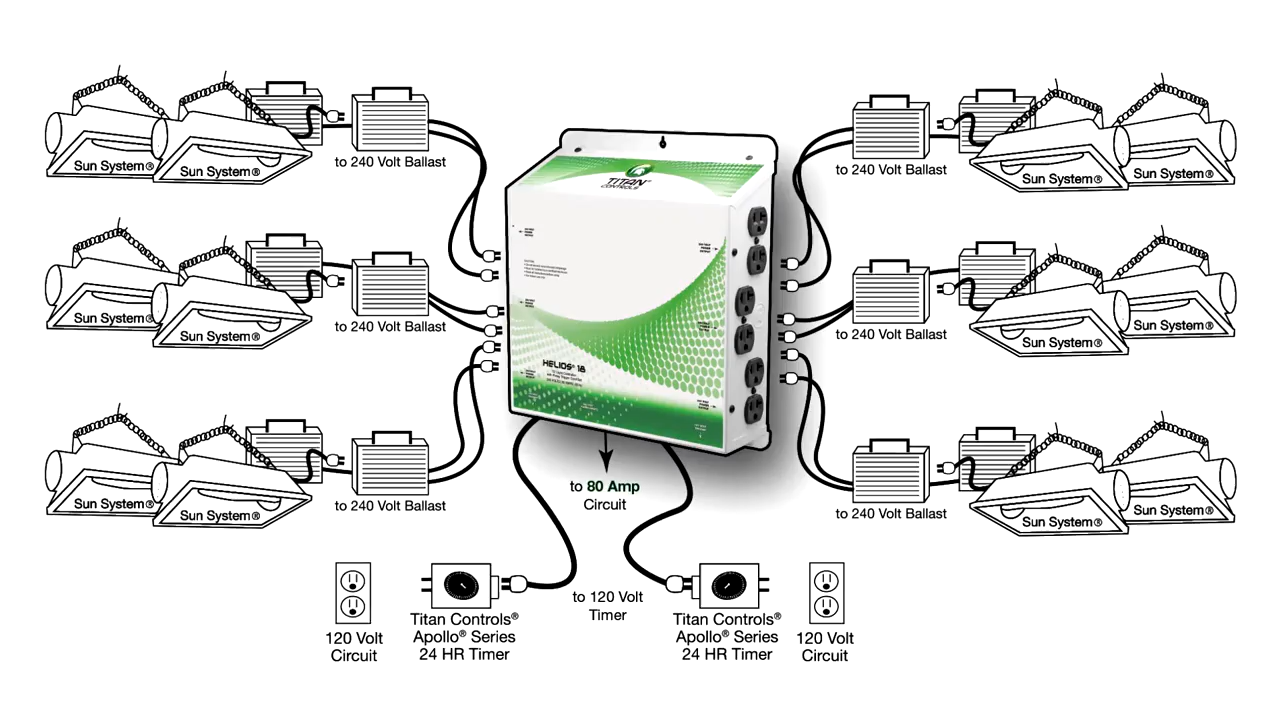 Sun System®
Sun System®
to 240 Volt Ballast
to 240 Volt Ballast
Sun System®
Sun System®
TITAN®
CONTROLS
Sun System®
Sun System®
to 240 Volt Ballast
to 240 Volt Ballast
Sun System®
Sun System®
HELIOS® 18
Sun System®
Sun System®
to 240 Volt Ballast
to 240 Volt Ballast
Sun System®
Sun System®
to 80 Amp
Circuit
120 Volt
Circuit
Titan Controls®
Apollo® Series
24 HR Timer
to 120 Volt
Timer
Titan Controls®
Apollo® Series
24 HR Timer
120 Volt
Circuit